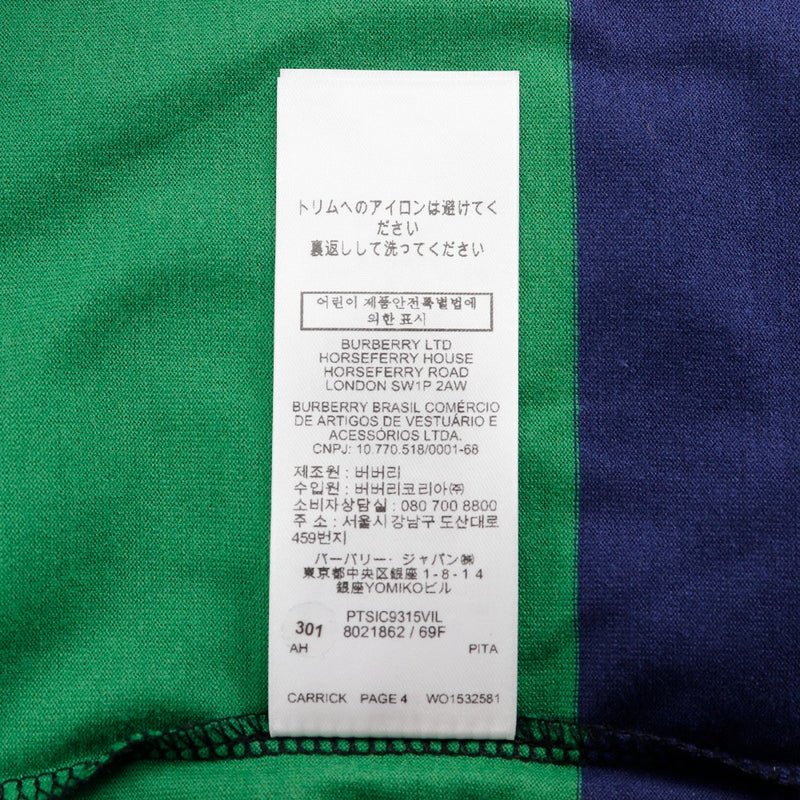 トリムへのアイロンは避けてく
ださい
裏返しして洗ってください
어린이 제품안전특별법에
의한 표시
BURBERRY LTD
HORSEFERRY HOUSE
HORSEFERRY ROAD
LONDON SW1P 2AW
BURBERRY BRASIL COMÉRCIO
DE ARTIGOS DE VESTUÁRIO E
ACESSÓRIOS LTDA.
CNPJ: 10.770.518/0001-68
제조원 : 버버리
수입원 : 버버리코리아㈜
소비자상담실 : 080 700 8800
주 소 : 서울시 강남구 도산대로
459번지
バーバリー・ジャパン㈱
東京都中央区銀座1-8-14
銀座YOMIKOビル
PTSIC9315VIL
301 8021862 / 69F
AH PITA
CARRICK PAGE 4 WO1532581